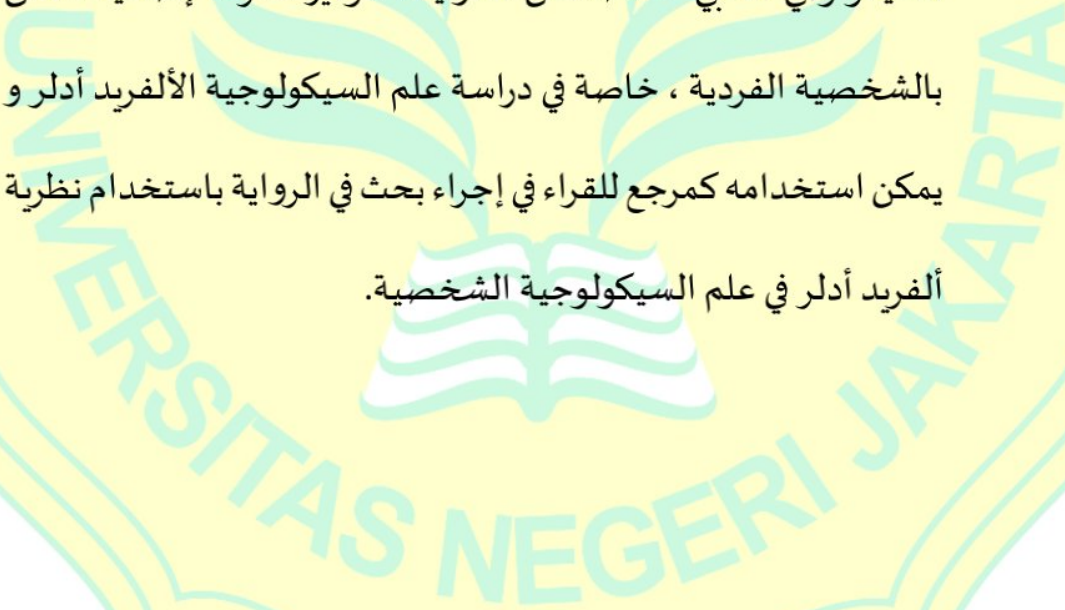 بالشخصية الفردية ، خاصة في دراسة علم السيكولوجية الألفريد أدلر و
يمكن استخدامه كمرجع للقراء في إجراء بحث في الرواية باستخدام نظرية
ألفريد أدلر في علم السيكولوجية الشخصية.
UNIVERSITAS NEGERI JAKARTA